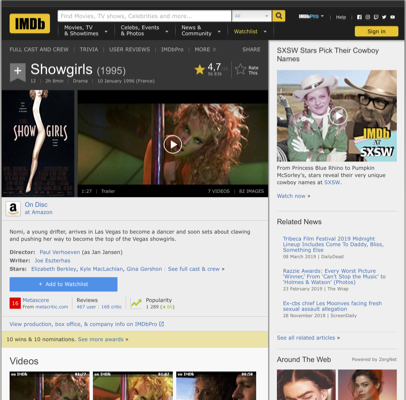 IMDb
Find Movies, TV shows, Celebrities and more...
All
IMDbPro
Help
Movies, TV
& Showtimes
Celebs, Events
& Photos
News &
Community
Watchlist
Sign in
FULL CAST AND CREW | TRIVIA | USER REVIEWS | IMDbPro | MORE
SHARE
Showgirls (1995)
12 | 2h 8min | Drama | 10 January 1996 (France)
4,7
Rate
This
SHOWGIRLS
1:27 | Trailer
7 VIDEOS | 82 IMAGES
On Disc
at Amazon
Nomi, a young drifter, arrives in Las Vegas to become a dancer and soon sets about clawing
and pushing her way to become of the top of the Vegas showgirls.
Director: Paul Verhoeven (as Jan Jansen)
Writer: Joe Eszterhas
Stars: Elizabeth Berkley, Kyle MacLachlan, Gina Gershon | See full cast & crew »
+ Add to Watchlist
16
Metascore
From metacritic.com
Reviews
467 user | 168 critic
Popularity
View production, box office, & company info on IMDbPro
10 wins & 10 nominations. See more awards »
Videos
SXSW Stars Pick Their Cowboy
Names
IMDb
AT
SXSW
From Princess Blue Rhino to Pumpkin
McSorley's, stars reveal their very unique
cowboy names at SXSW.
Watch now »
Related News
Tribeca Film Festival 2019 Midnight
Lineup Includes Come To Daddy, Bliss,
Something Else
08 March 2019 | DailyDead
Razzie Awards: Every Worst Picture
'Winner,' From 'Can't Stop the Music' to
'Holmes & Watson' (Photos)
23 February 2019 | The Wrap
Ex-cbs chief Les Moonves facing fresh
sexual assault allegation
28 November 2018 | ScreenDaily
See all related articles »
Around The Web
Powered by ZergNet